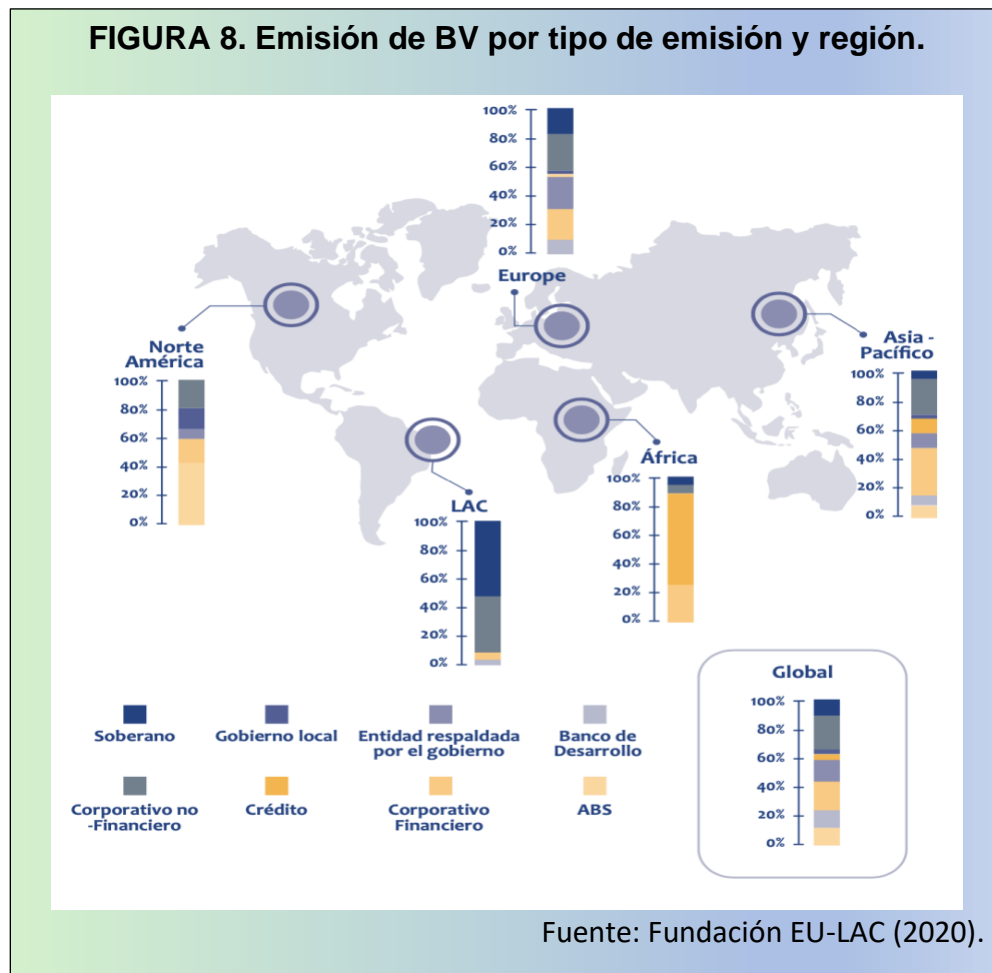 FIGURA 8. Emisión de BV por tipo de emisión y región.
100%
80%
60%
40%
20%
0%
Europe
Norte
América
100%
80%
60%
40%
20%
0%
Asia -
Pacífico
100%
80%
60%
40%
20%
0%
LAC
100%
80%
60%
40%
20%
0%
África
100%
80%
60%
40%
20%
0%
Global
100%
80%
60%
40%
20%
0%
Soberano
Gobierno local
Entidad respaldada
por el gobierno
Banco de
Desarrollo
Corporativo no
-Financiero
Crédito
Corporativo
Financiero
ABS
Fuente: Fundación EU-LAC (2020).